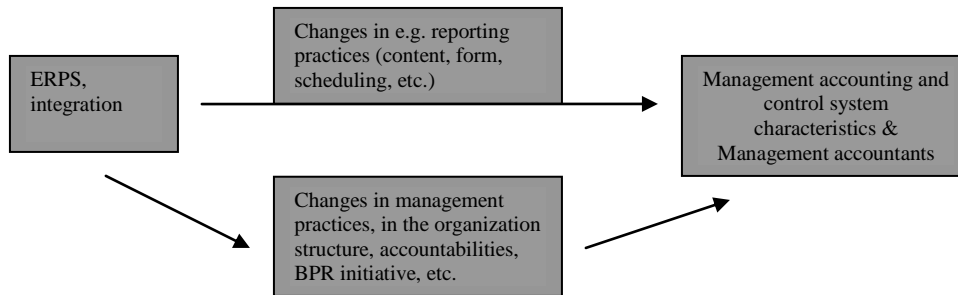 Changes in e.g. reporting
practices (content, form,
scheduling, etc.)
ERPS,
integration
Management accounting and
control system
characteristics &
Management accountants
Changes in management
practices, in the organization
structure, accountabilities,
BPR initiative, etc.